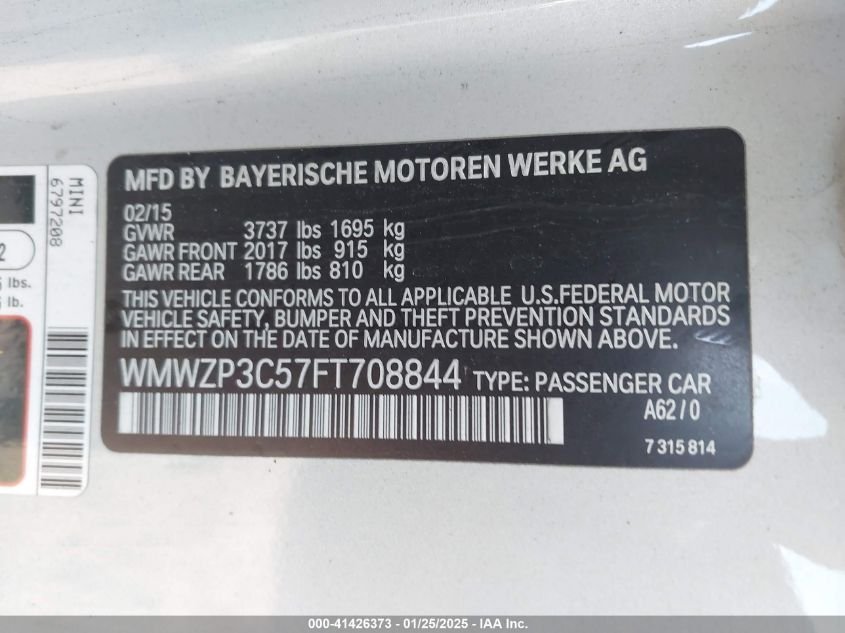 MFD BY BAYERISCHE MOTOREN WERKE AG
02/15
GVWR 3737 lbs 1695 kg
GAWR FRONT 2017 lbs 915 kg
GAWR REAR 1786 lbs 810 kg
THIS VEHICLE CONFORMS TO ALL APPLICABLE U.S.FEDERAL MOTOR
VEHICLE SAFETY, BUMPER AND THEFT PREVENTION STANDARDS
IN EFFECT ON THE DATE OF MANUFACTURE SHOWN ABOVE.
WMWZP3C57FT708844 TYPE: PASSENGER CAR
A62/0
7 315 814
MINI
6797208
2
lbs.
lb.
000-41426373 - 01/25/2025 - IAA Inc.